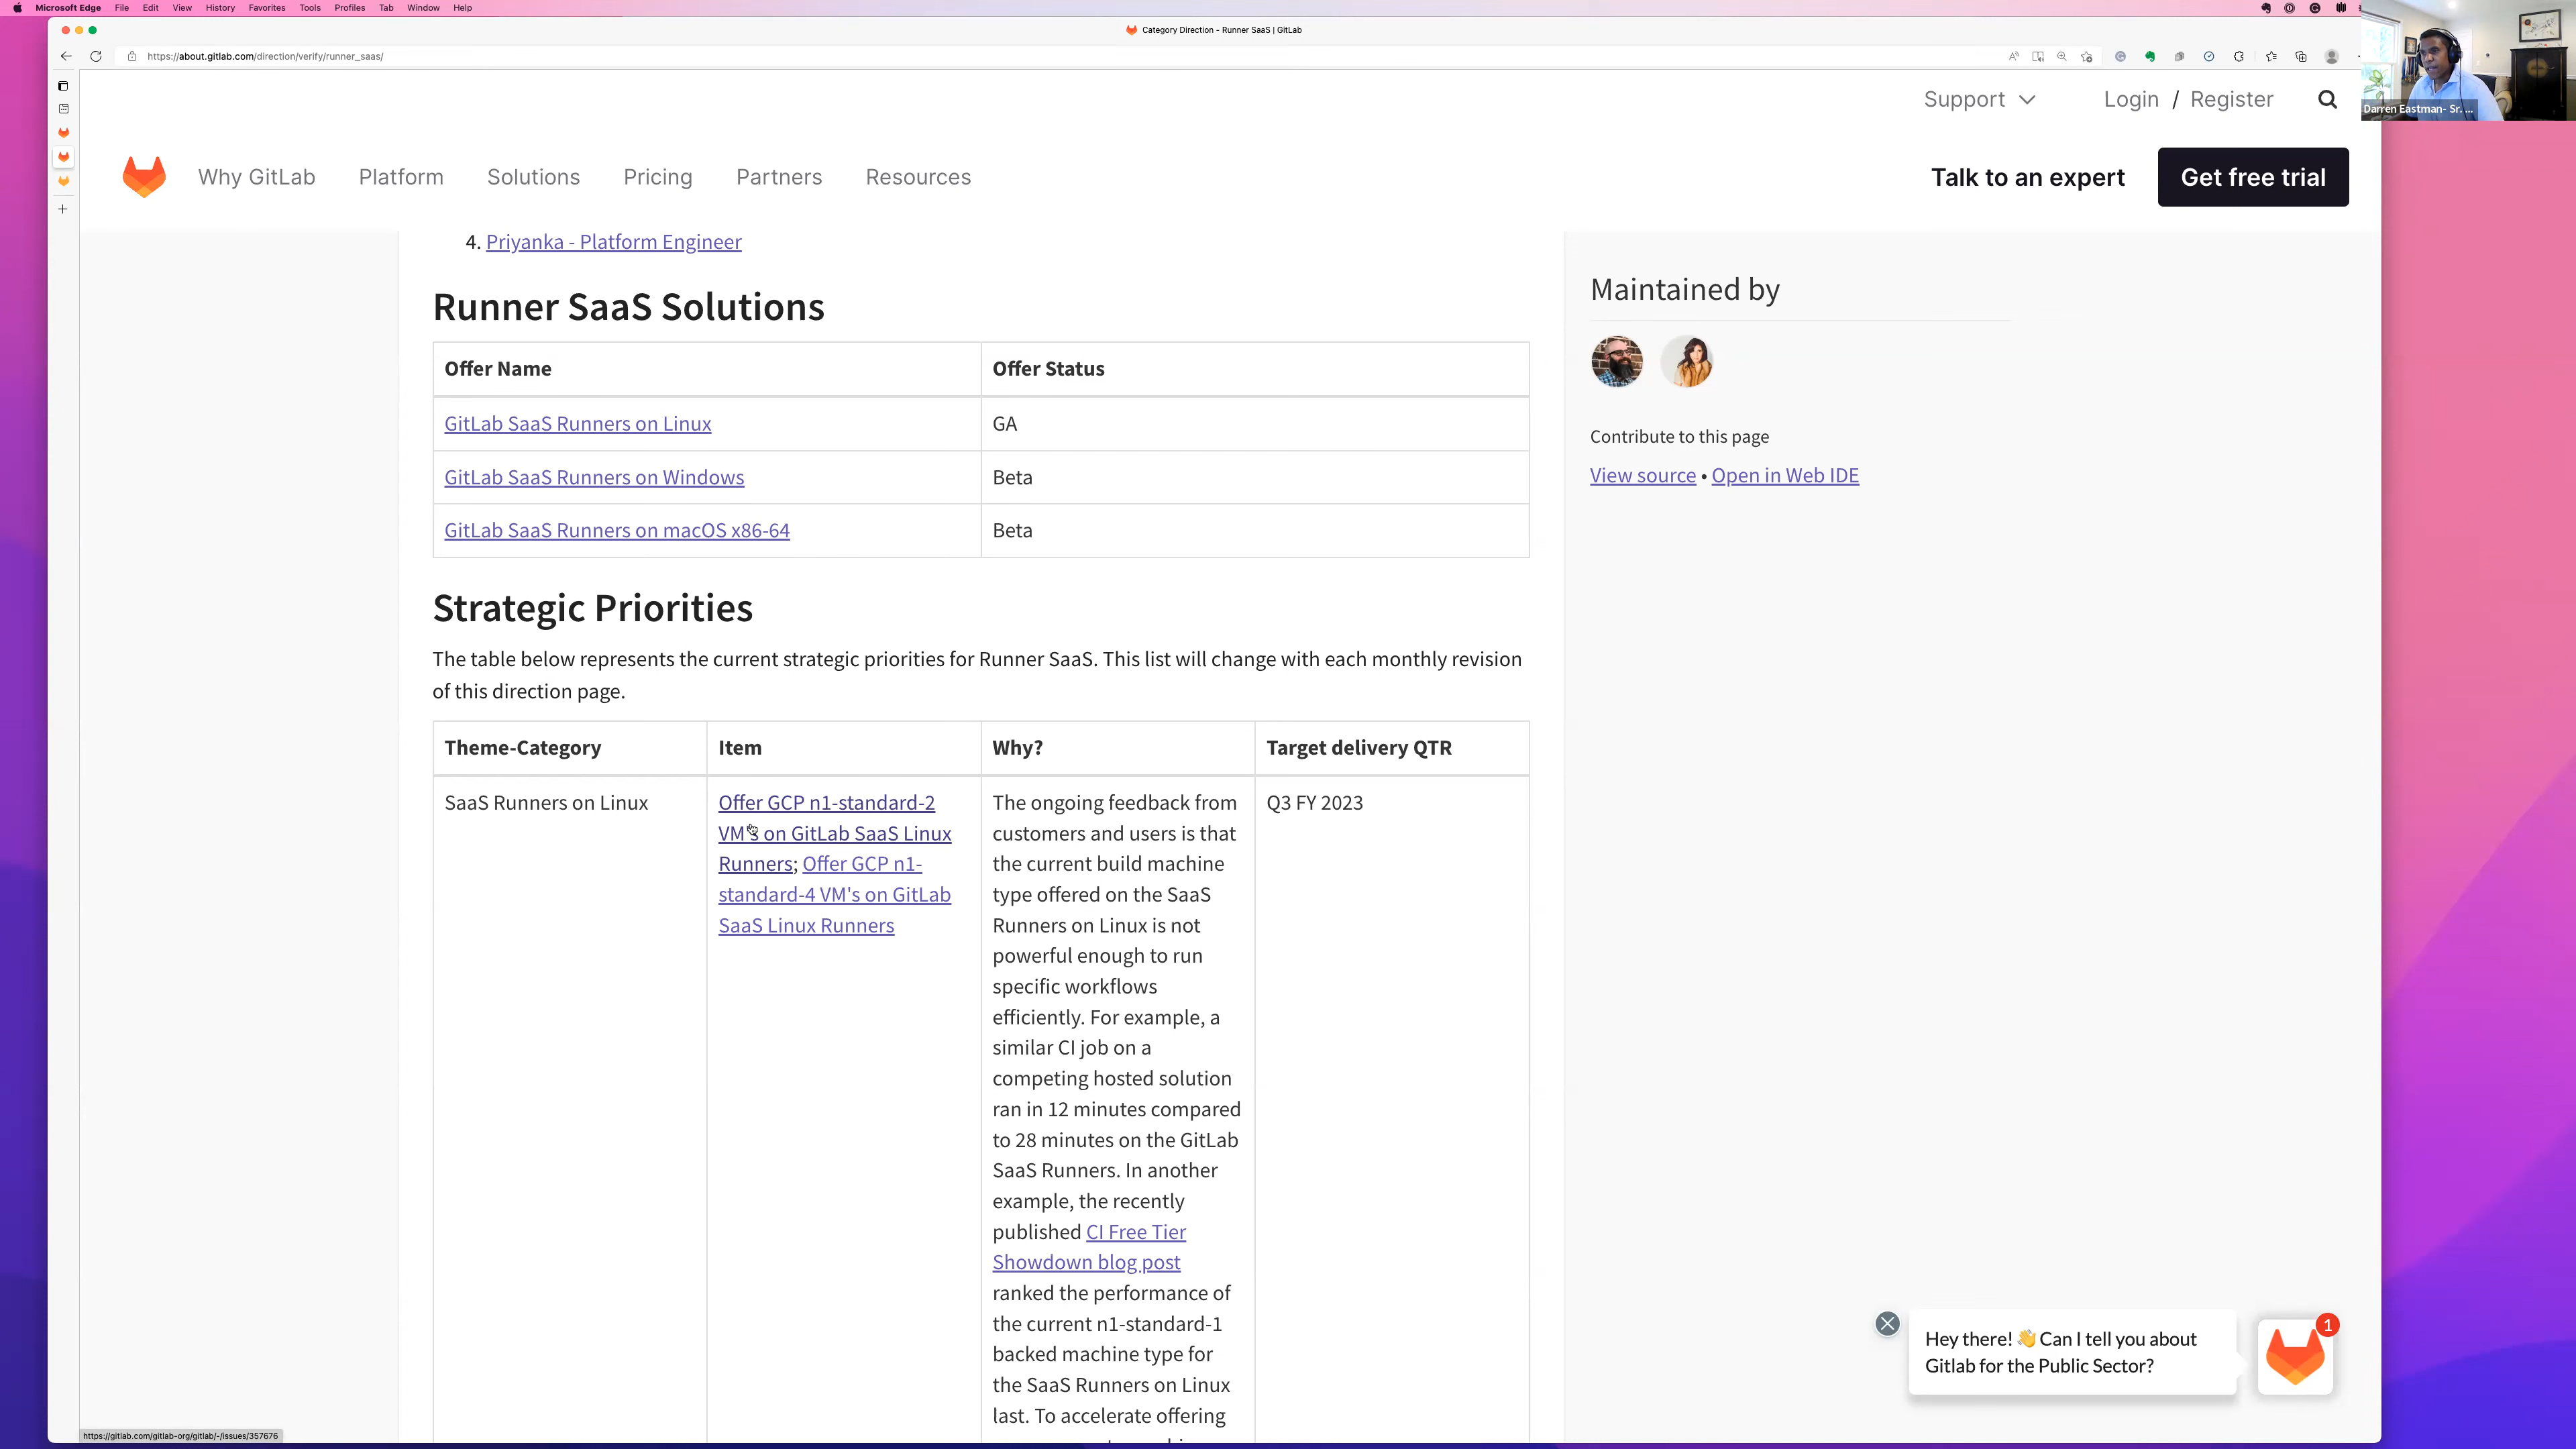 Microsoft Edge File Edit View History Favorites Tools Profiles Tab Window Help
Category Direction - Runner SaaS | GitLab
https://about.gitlab.com/direction/verify/runner_saas/
Darren Eastman- Sr. ...
Support
Login / Register
Why GitLab Platform Solutions Pricing Partners Resources
Talk to an expert
Get free trial
4. Priyanka - Platform Engineer
Runner SaaS Solutions
Offer Name Offer Status
GitLab SaaS Runners on Linux GA
GitLab SaaS Runners on Windows Beta
GitLab SaaS Runners on macOS x86-64 Beta
Strategic Priorities
The table below represents the current strategic priorities for Runner SaaS. This list will change with each monthly revision
of this direction page.
Theme-Category Item Why? Target delivery QTR
SaaS Runners on Linux
Offer GCP n1-standard-2
VM's on GitLab SaaS Linux
Runners; Offer GCP n1-
standard-4 VM's on GitLab
SaaS Linux Runners
The ongoing feedback from
customers and users is that
the current build machine
type offered on the SaaS
Runners on Linux is not
powerful enough to run
specific workflows
efficiently. For example, a
similar CI job on a
competing hosted solution
ran in 12 minutes compared
to 28 minutes on the GitLab
SaaS Runners. In another
example, the recently
published CI Free Tier
Showdown blog post
ranked the performance of
the current n1-standard-1
backed machine type for
the SaaS Runners on Linux
last. To accelerate offering
Q3 FY 2023
Maintained by
Contribute to this page
View source • Open in Web IDE
Hey there! 👋 Can I tell you about
Gitlab for the Public Sector?
1
https://gitlab.com/gitlab-org/gitlab/-/issues/357676